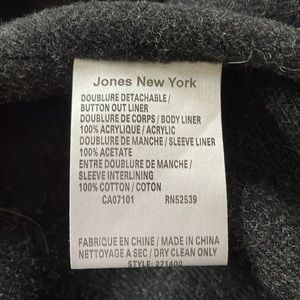 Jones New York
DOUBLURE DETACHABLE /
BUTTON OUT LINER
DOUBLURE DE CORPS / BODY LINER
100% ACRYLIQUE / ACRYLIC
DOUBLURE DE MANCHE / SLEEVE LINER
100% ACETATE
ENTRE DOUBLURE DE MANCHE /
SLEEVE INTERLINING
100% COTTON / COTON
CA07101 RN52539
FABRIQUE EN CHINE / MADE IN CHINA
NETTOYAGE A SEC / DRY CLEAN ONLY
STYLE: 271400